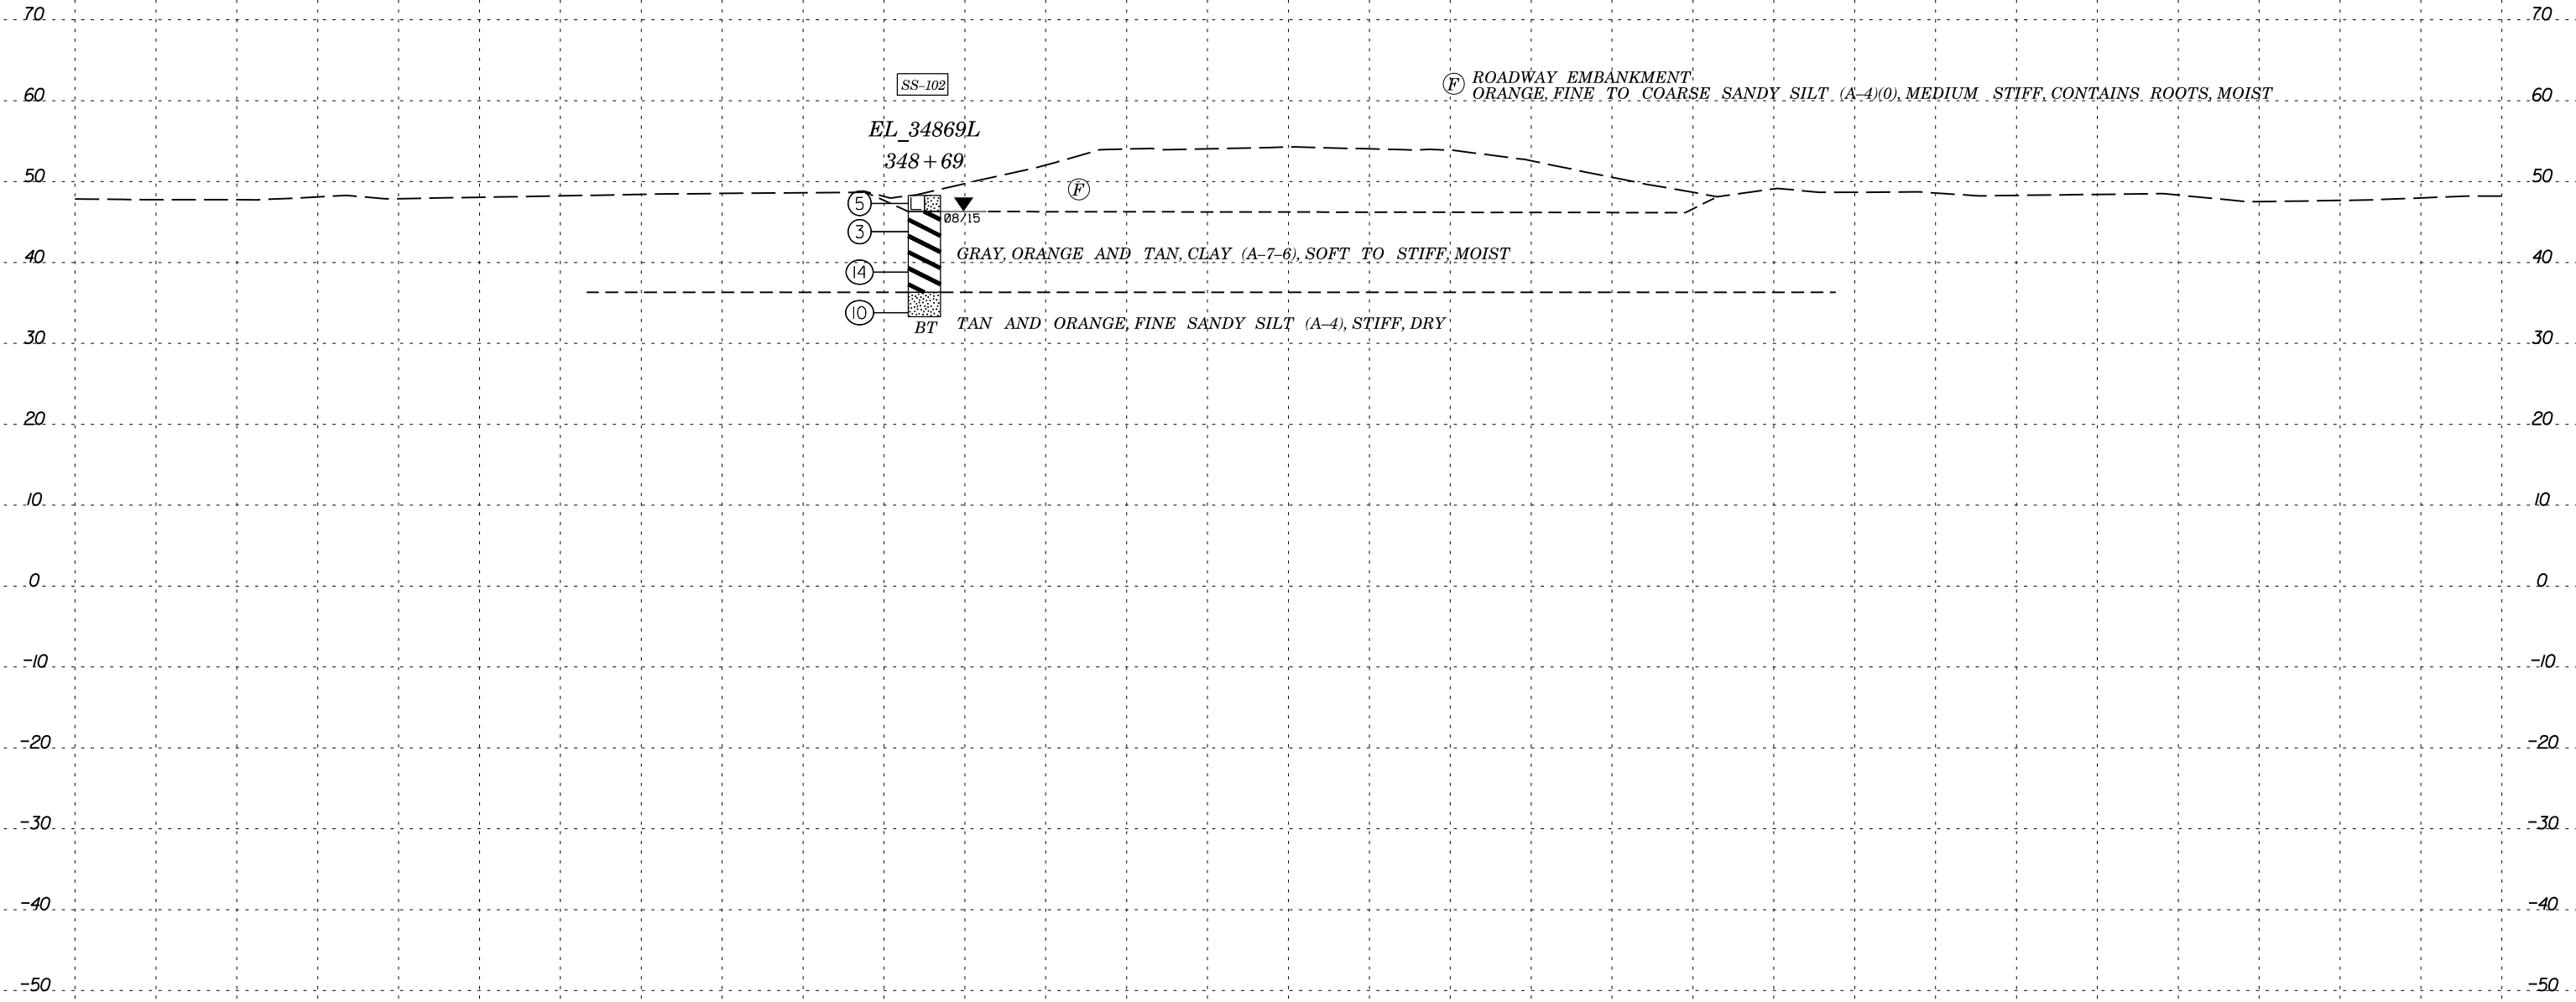 70 70
SS-102
ROADWAY EMBANKMENT
F
60 ORANGE, FINE TO COARSE SANDY SILT (A-4)(0), MEDIUM STIFF, CONTAINS ROOTS, MOIST 60
EL_34869L
348+69
50 50
F
5
08/15
3
GRAY, ORANGE AND TAN, CLAY (A-7-6), SOFT TO STIFF, MOIST
40 40
14
10
BT TAN AND ORANGE, FINE SANDY SILT (A-4), STIFF, DRY
30 30
20 20
10 10
0 0
-10 -10
-20 -20
-30 -30
-40 -40
-50 -50